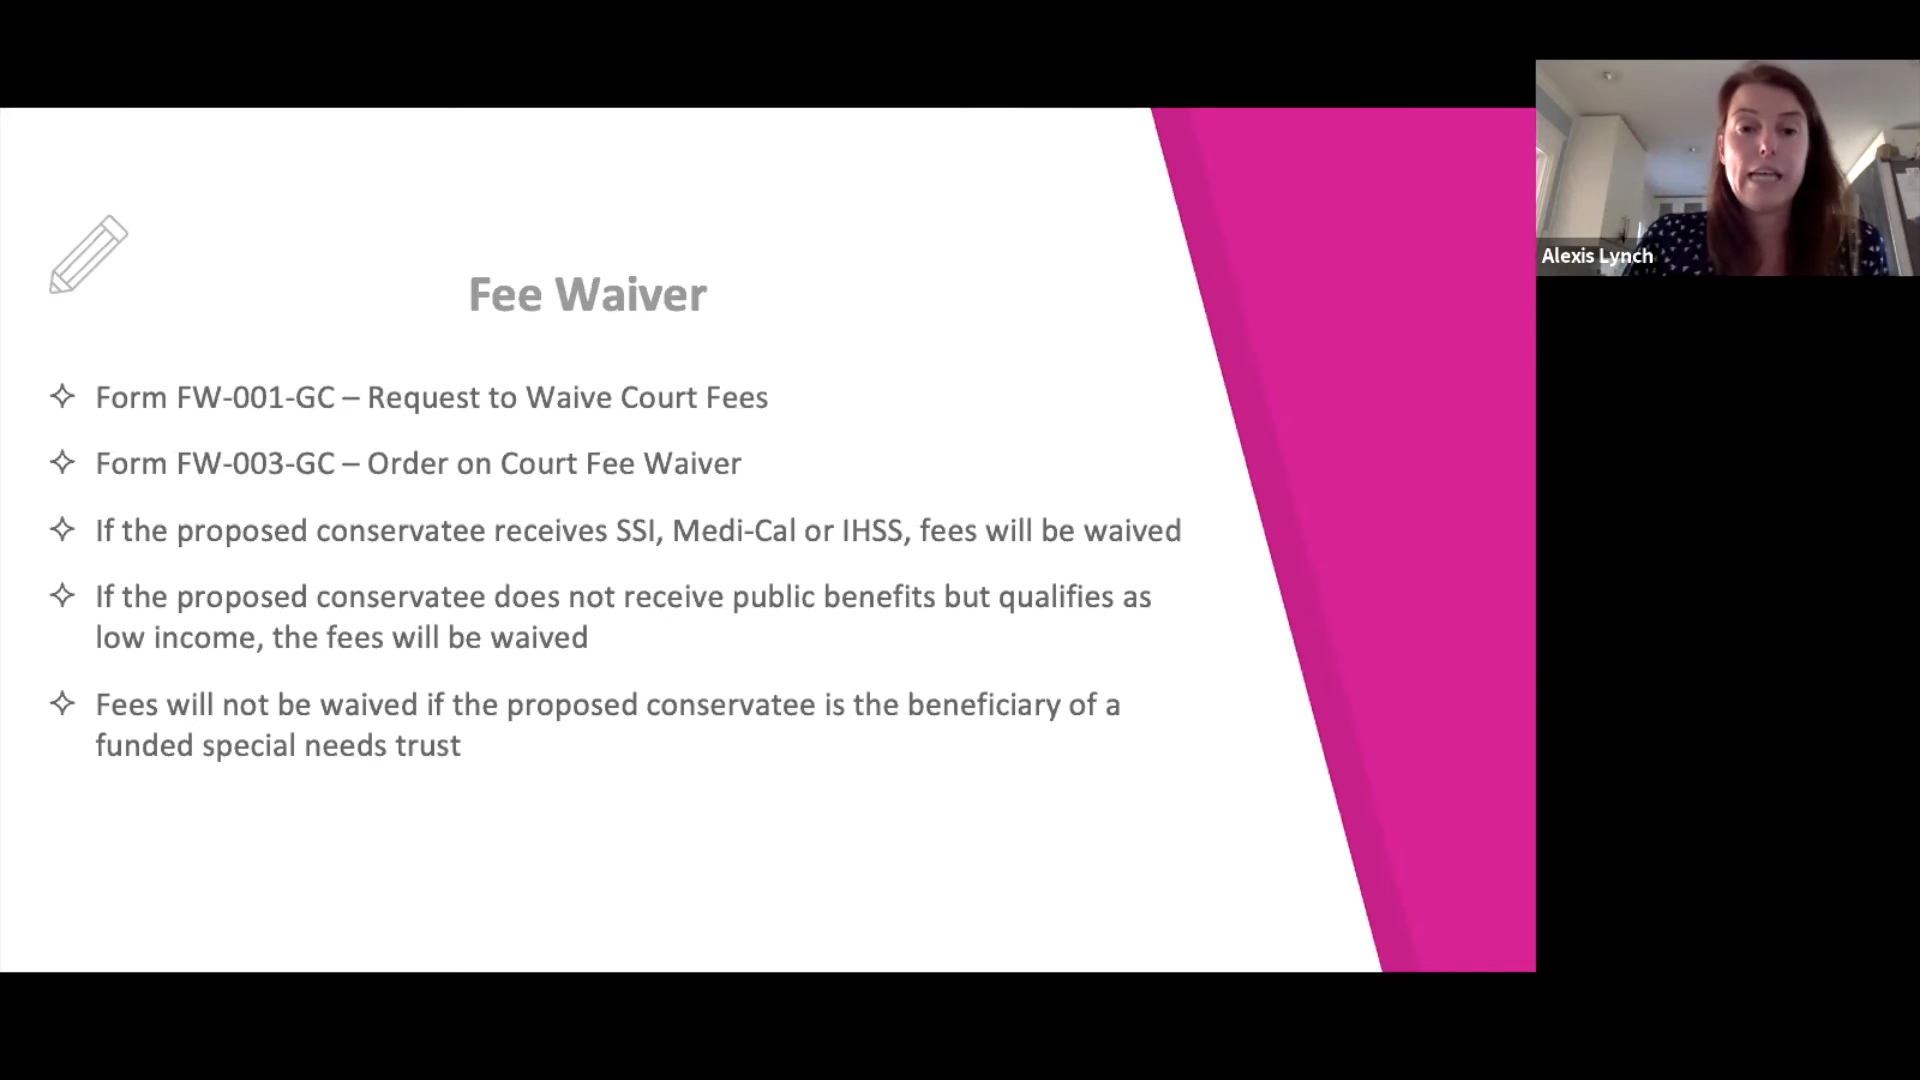 Fee Waiver
Form FW-001-GC – Request to Waive Court Fees
Form FW-003-GC – Order on Court Fee Waiver
If the proposed conservatee receives SSI, Medi-Cal or IHSS, fees will be waived
If the proposed conservatee does not receive public benefits but qualifies as
low income, the fees will be waived
Fees will not be waived if the proposed conservatee is the beneficiary of a
funded special needs trust
Alexis Lynch